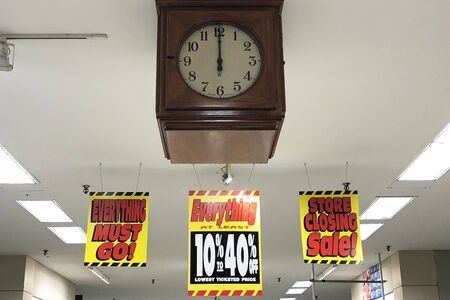 12
1
2
3
4
5
6
7
8
9
10
11
EVERYTHING
MUST
GO!
Everything
AT LEAST
10% TO 40% OFF
LOWEST TICKETED PRICE
STORE
CLOSING
Sale!